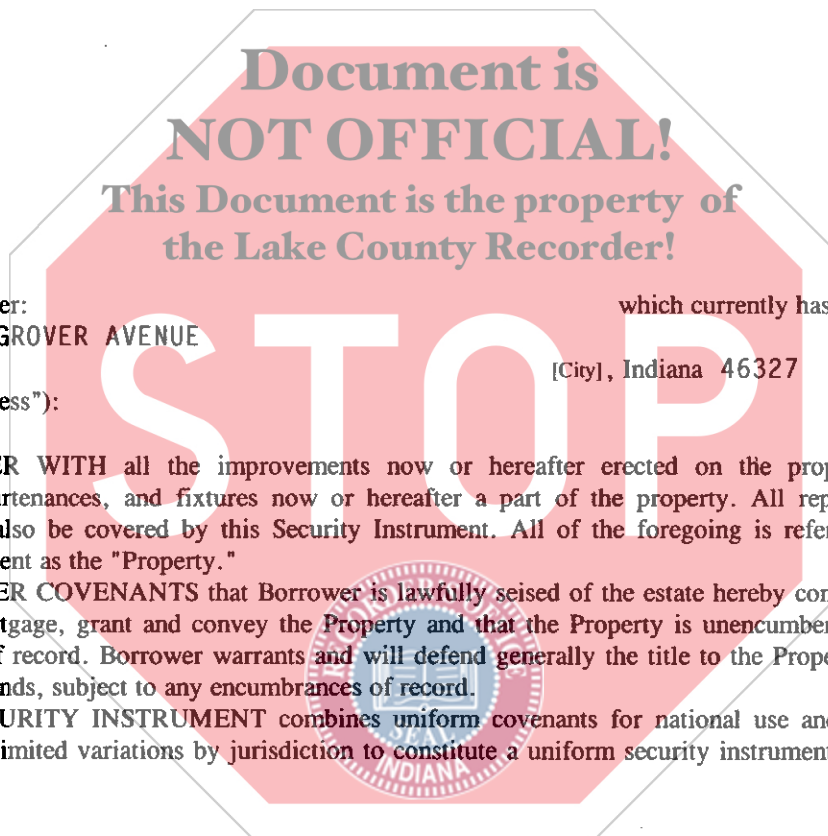 Document is
NOT OFFICIAL!
This Document is the property of
the Lake County Recorder!
er: which currently has
GROVER AVENUE
[City], Indiana 46327
ess"):
STOP
ER WITH all the improvements now or hereafter erected on the prop
urtenances, and fixtures now or hereafter a part of the property. All rep
also be covered by this Security Instrument. All of the foregoing is refer
ent as the "Property."
ER COVENANTS that Borrower is lawfully seised of the estate hereby con
tgage, grant and convey the Property and that the Property is unencumber
f record. Borrower warrants and will defend generally the title to the Prope
nds, subject to any encumbrances of record.
URITY INSTRUMENT combines uniform covenants for national use and
imited variations by jurisdiction to constitute a uniform security instrument
SEAL
INDIANA